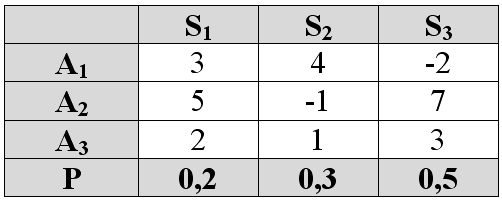 S₁ S₂ S₃
A₁ 3 4 -2
A₂ 5 -1 7
A₃ 2 1 3
P 0,2 0,3 0,5